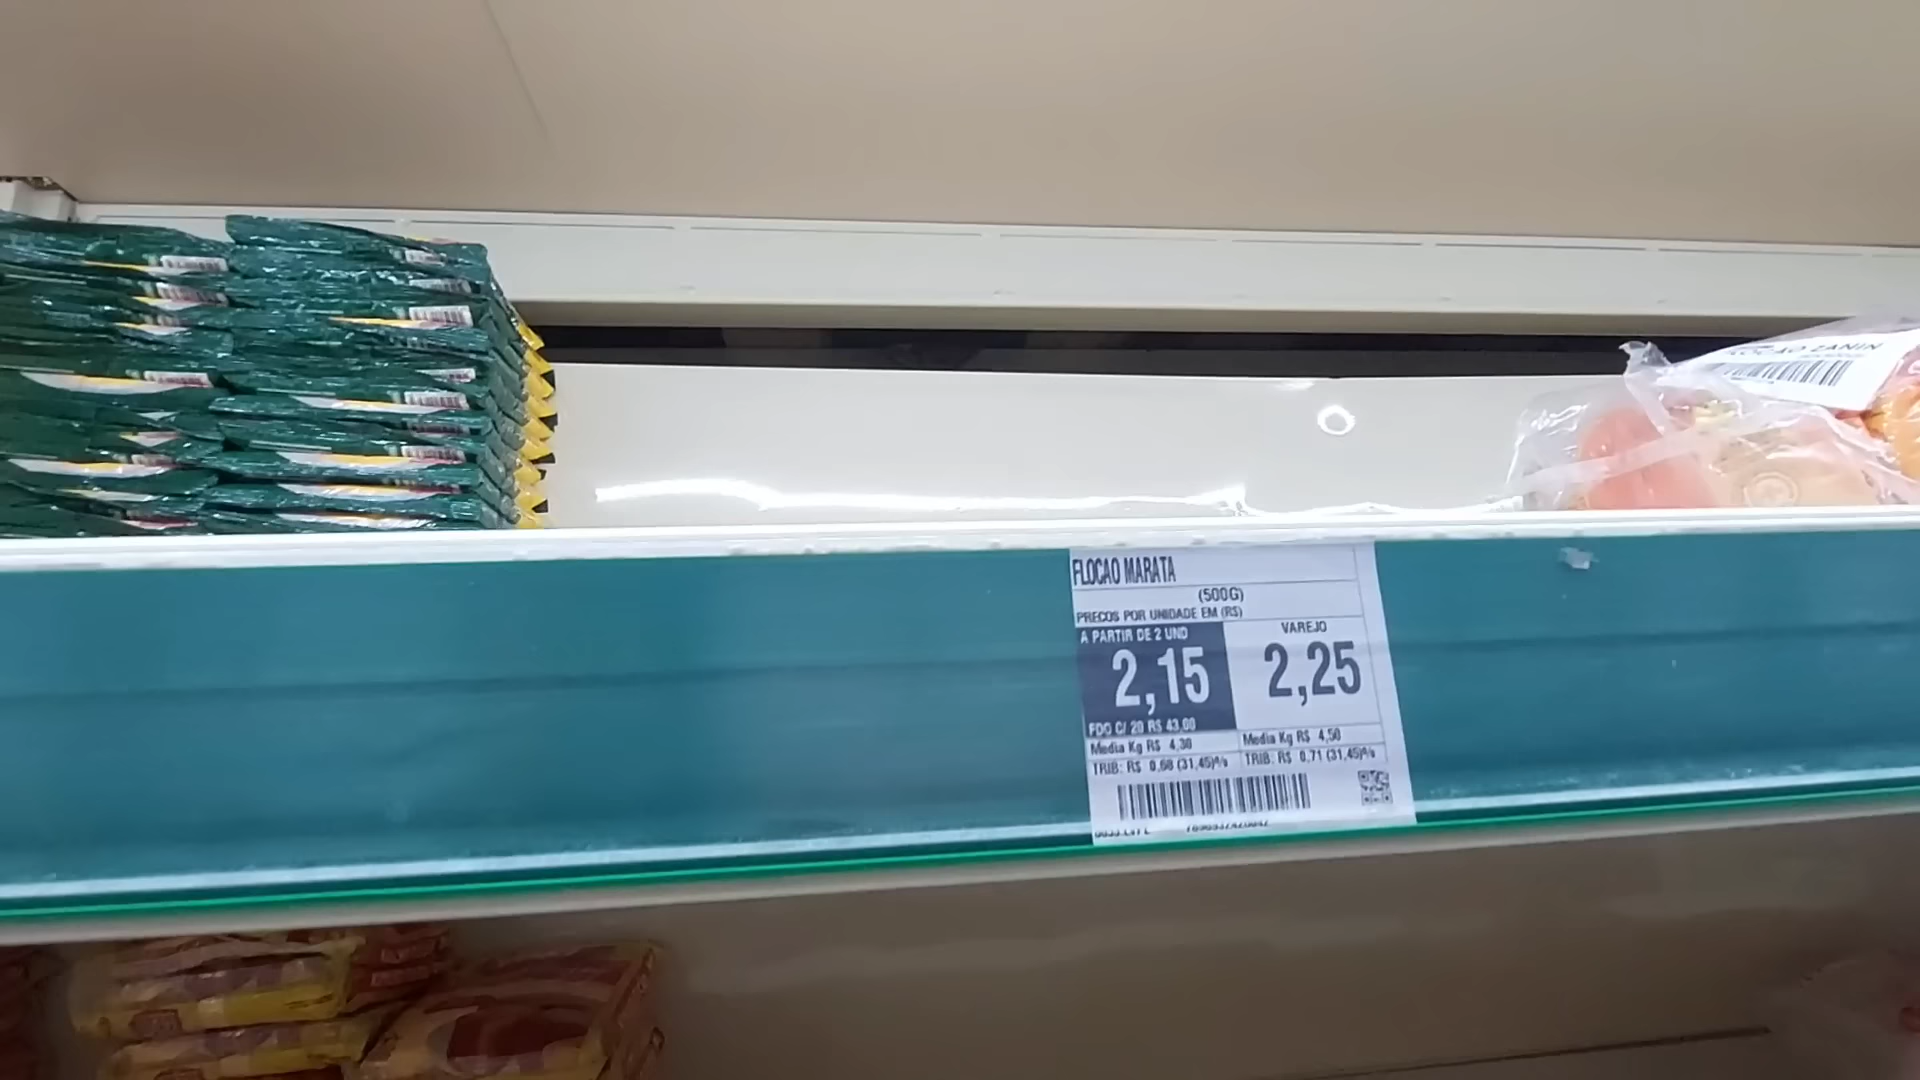 FLOCAO ZANIN
FLOCAO MARATA
(500G)
PRECOS POR UNIDADE EM (R$)
A PARTIR DE 2 UND
VAREJO
2,15
2,25
FDO C/ 20 R$ 43,00
Media Kg R$ 4,30
Media Kg R$ 4,50
TRIB: R$ 0,68 (31,45)%
TRIB: R$ 0,71 (31,45)%